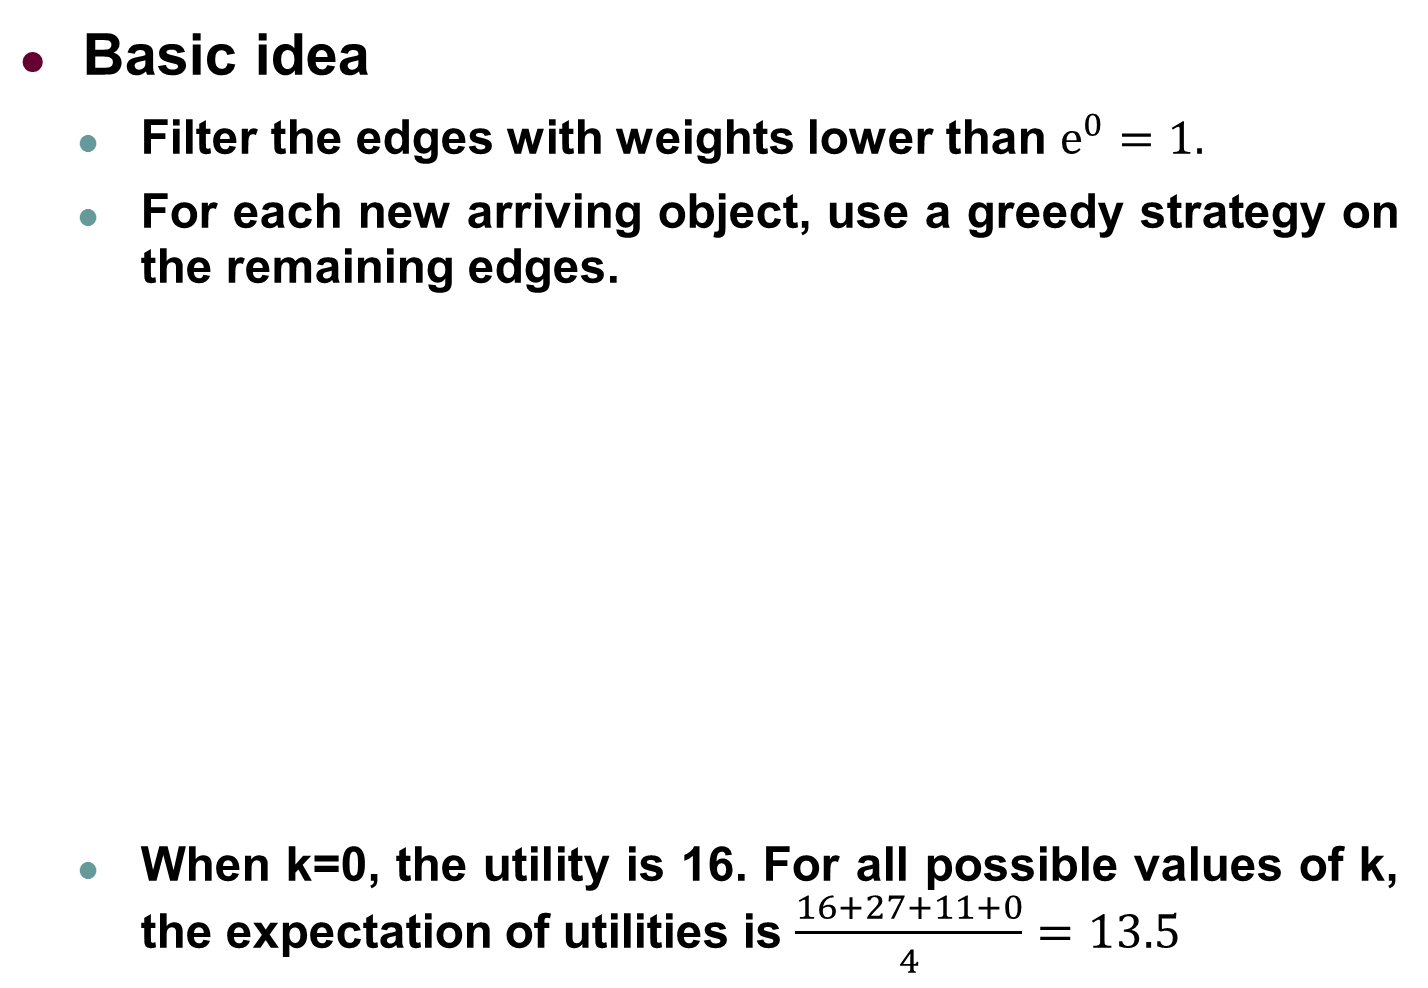 Basic idea
Filter the edges with weights lower than e⁰ = 1.
For each new arriving object, use a greedy strategy on
the remaining edges.
When k=0, the utility is 16. For all possible values of k,
the expectation of utilities is (16+27+11+0)/4 = 13.5